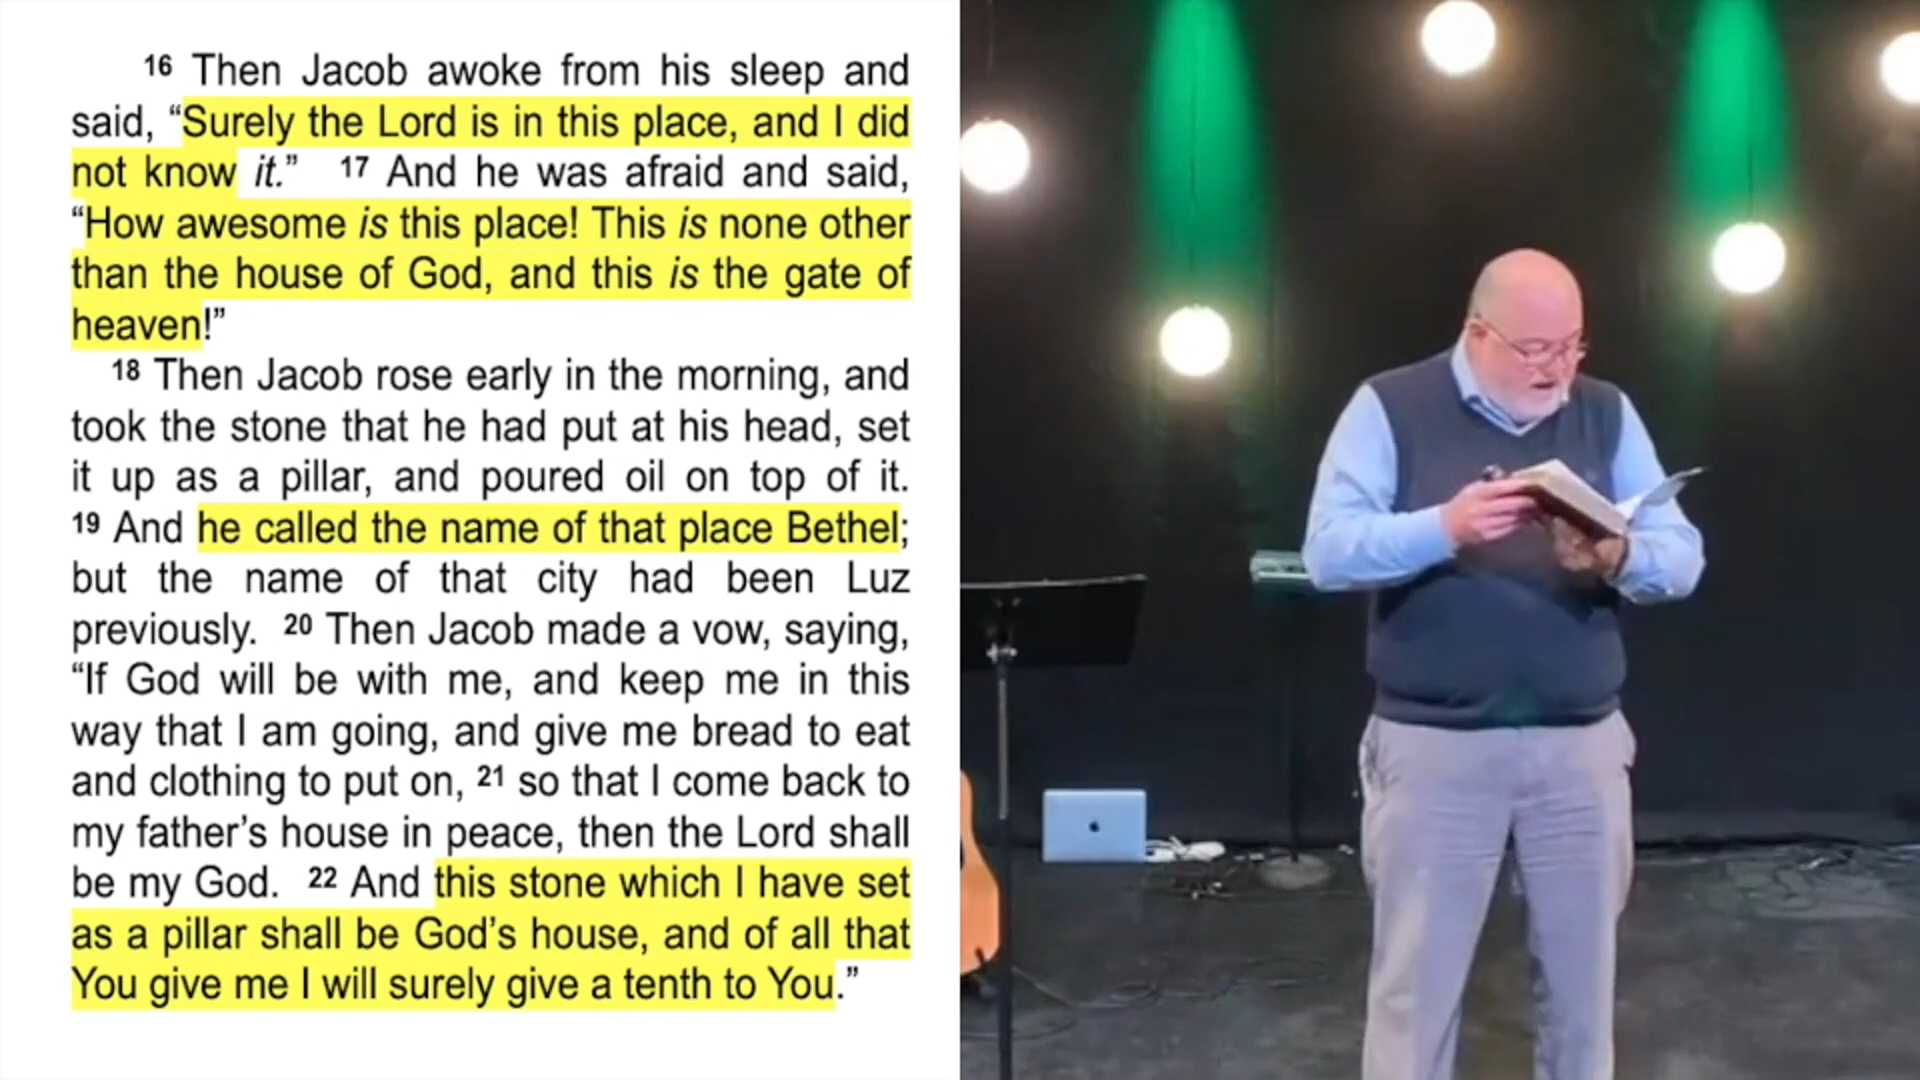 16 Then Jacob awoke from his sleep and
said, “Surely the Lord is in this place, and I did
not know it.” 17 And he was afraid and said,
“How awesome is this place! This is none other
than the house of God, and this is the gate of
heaven!”
18 Then Jacob rose early in the morning, and
took the stone that he had put at his head, set
it up as a pillar, and poured oil on top of it.
19 And he called the name of that place Bethel;
but the name of that city had been Luz
previously. 20 Then Jacob made a vow, saying,
“If God will be with me, and keep me in this
way that I am going, and give me bread to eat
and clothing to put on, 21 so that I come back to
my father’s house in peace, then the Lord shall
be my God. 22 And this stone which I have set
as a pillar shall be God’s house, and of all that
You give me I will surely give a tenth to You.”